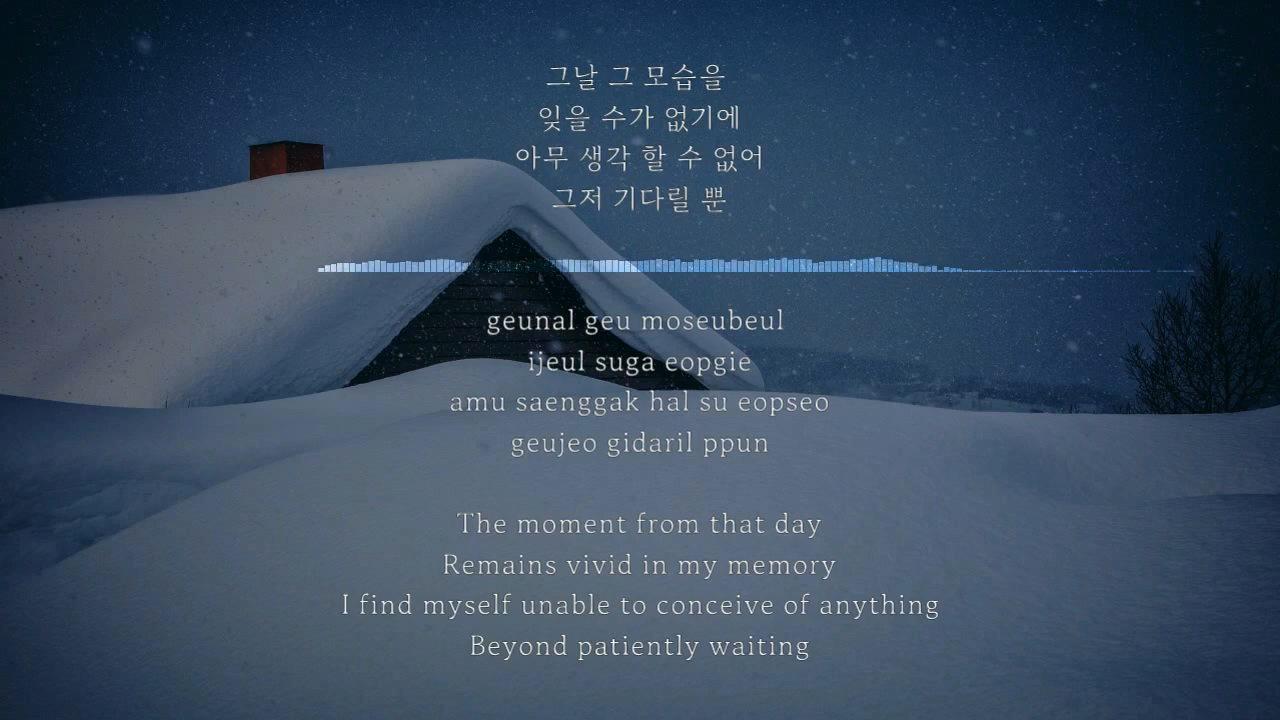 그날 그 모습을
잊을 수가 없기에
아무 생각 할 수 없어
그저 기다릴 뿐
geunal geu moseubeul
ijeul suga eopgie
amu saenggak hal su eopseo
geujeo gidaril ppun
The moment from that day
Remains vivid in my memory
I find myself unable to conceive of anything
Beyond patiently waiting